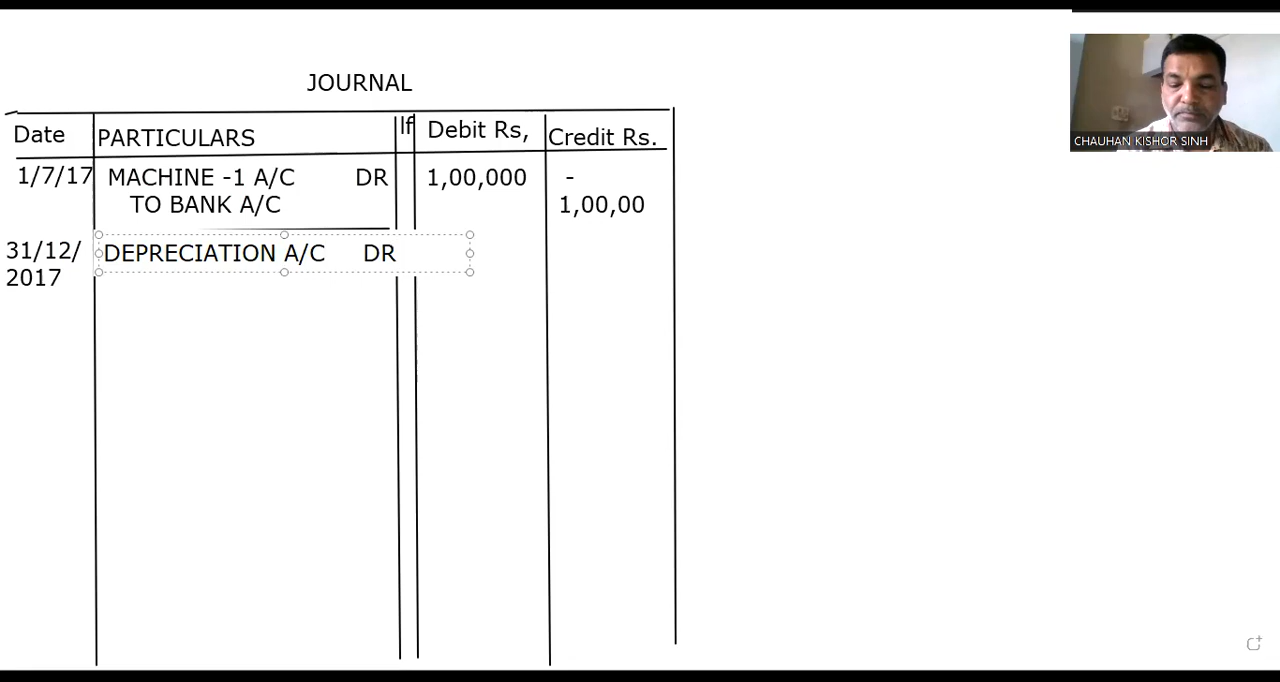 JOURNAL
Date PARTICULARS lf Debit Rs, Credit Rs.
1/7/17 MACHINE -1 A/C DR 1,00,000 -
TO BANK A/C 1,00,00
31/12/ DEPRECIATION A/C DR
2017
CHAUHAN KISHOR SINH